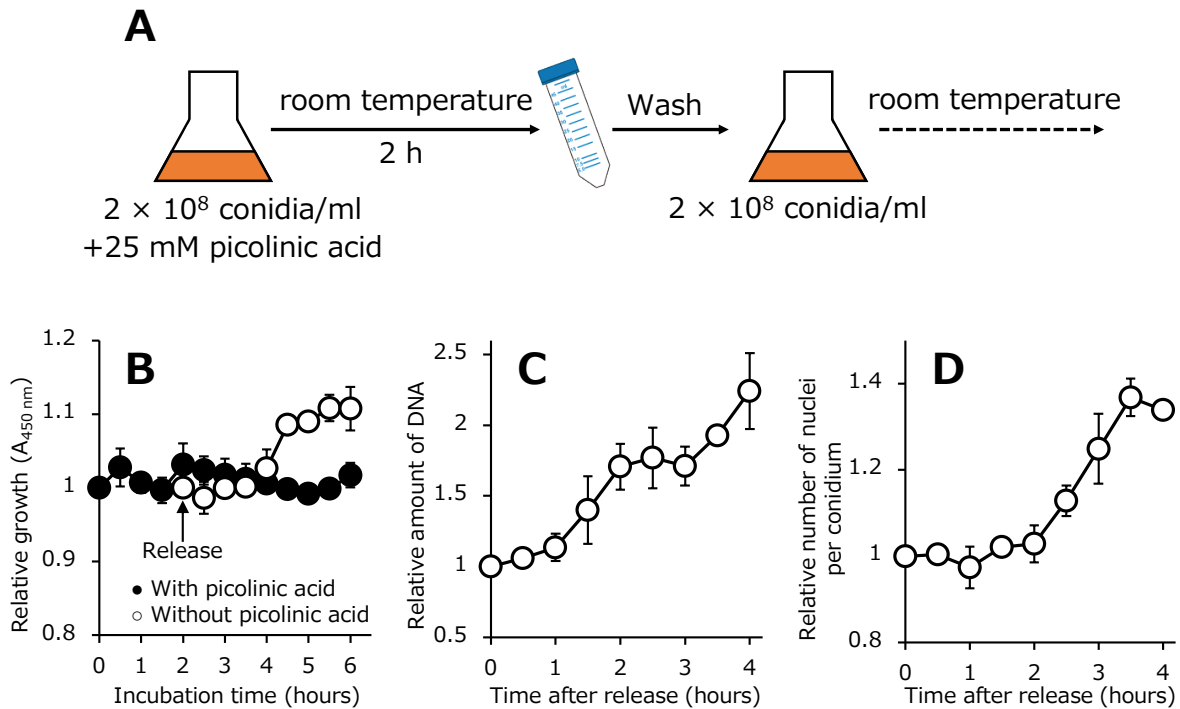 A
room temperature
2 h
Wash
room temperature
2 × 10⁸ conidia/ml
+25 mM picolinic acid
2 × 10⁸ conidia/ml
B
Relative growth (A₄₅₀ ₙₘ)
1.2
1.1
1
0.9
0.8
Release
With picolinic acid
Without picolinic acid
0 1 2 3 4 5 6
Incubation time (hours)
C
Relative amount of DNA
2.5
2
1.5
1
0.5
0 1 2 3 4
Time after release (hours)
D
Relative number of nuclei
per conidium
1.4
1.2
1
0.8
0 1 2 3 4
Time after release (hours)